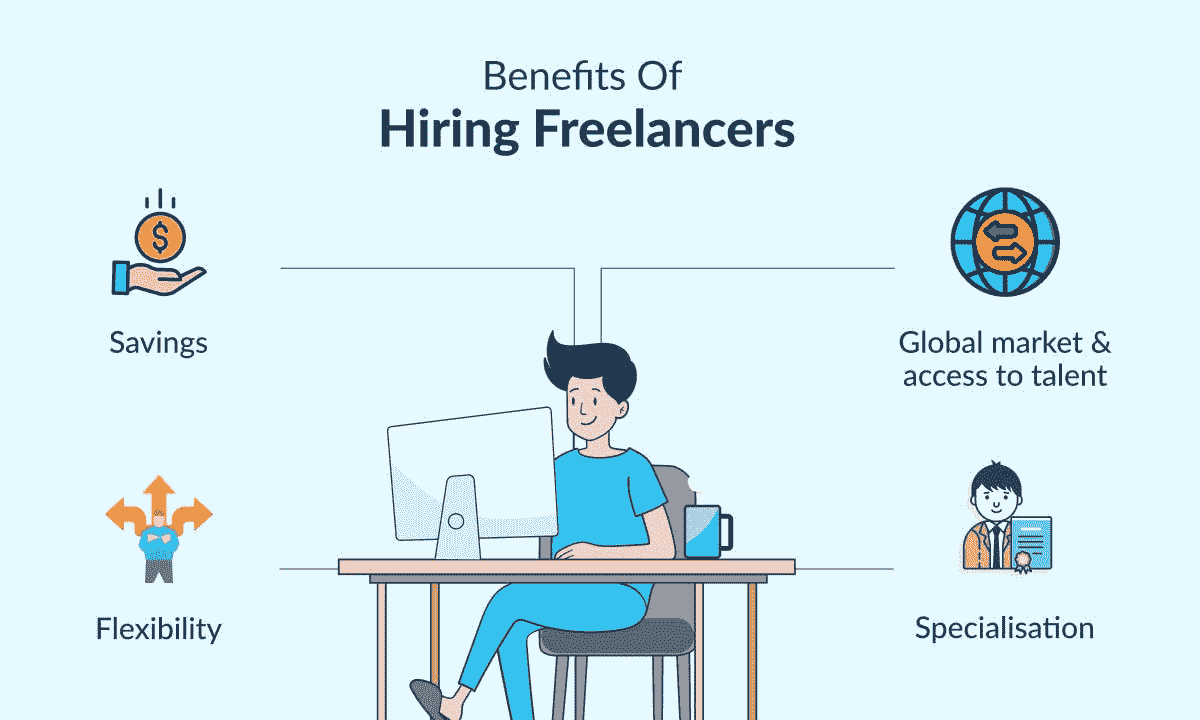 Benefits Of
Hiring Freelancers
$
Savings
Global market &
access to talent
Flexibility
Specialisation